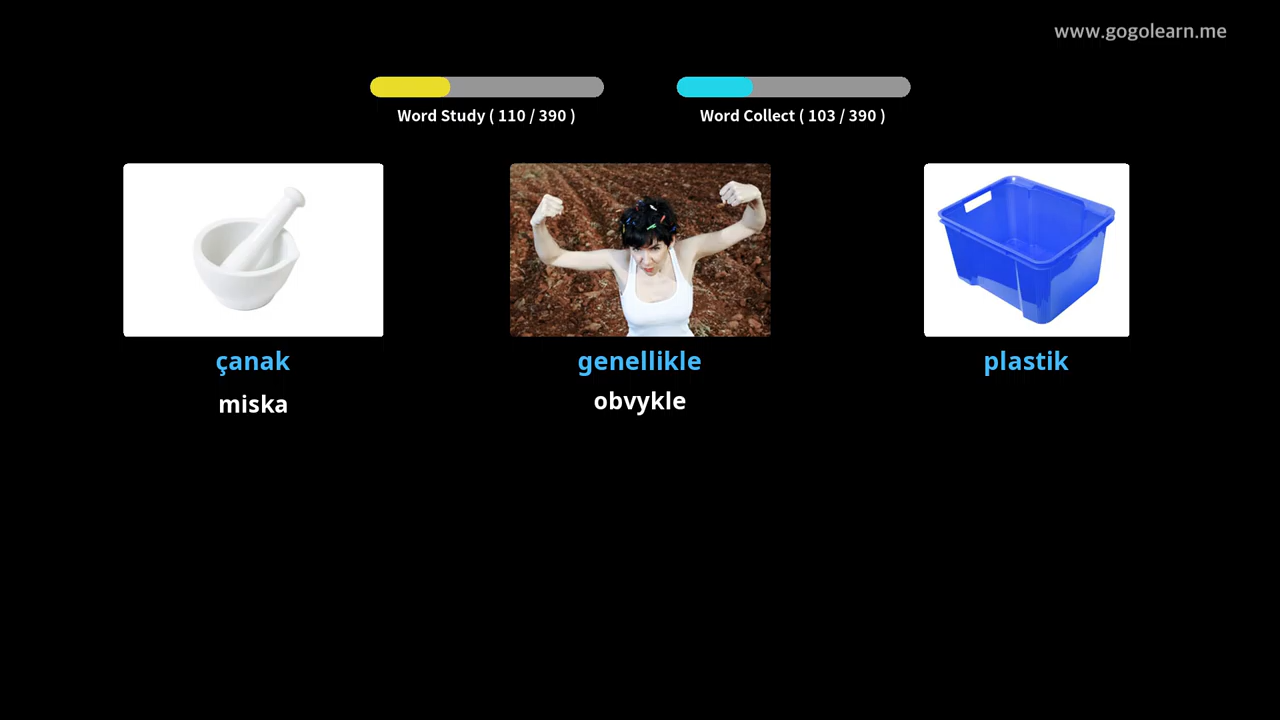 www.gogolearn.me
Word Study ( 110 / 390 )
Word Collect ( 103 / 390 )
çanak
genellikle
plastik
miska
obvykle